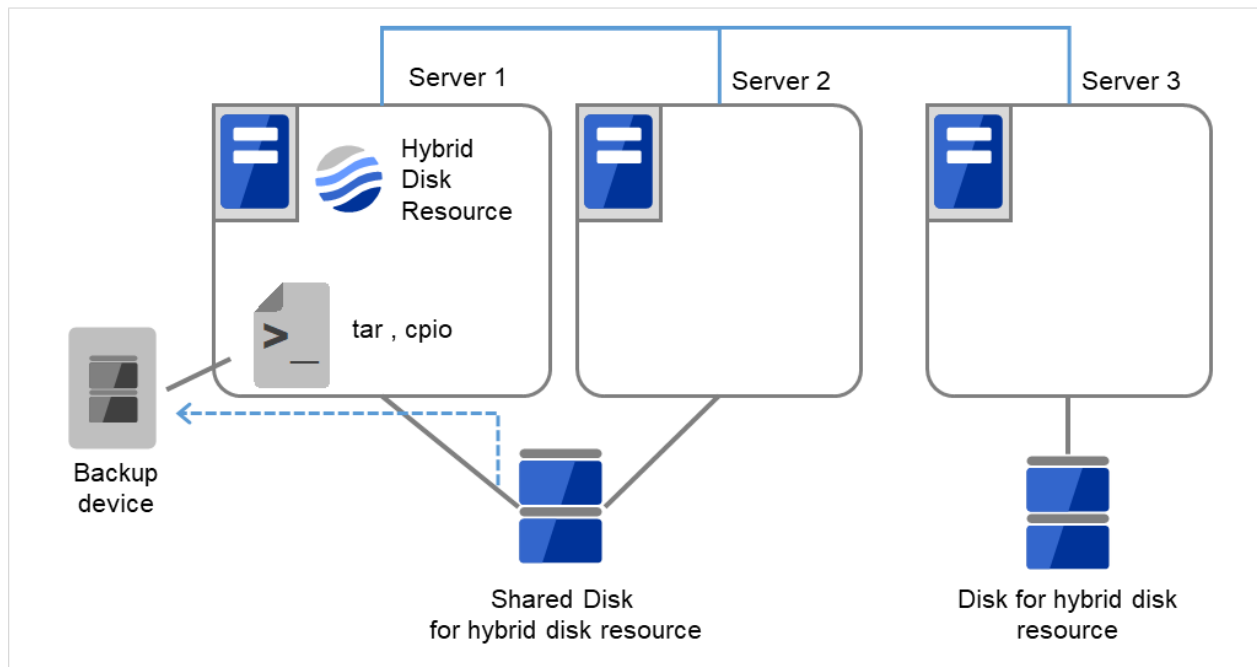 Server 1
Server 2
Server 3
Hybrid
Disk
Resource
>_
tar , cpio
Backup
device
Shared Disk
for hybrid disk resource
Disk for hybrid disk
resource